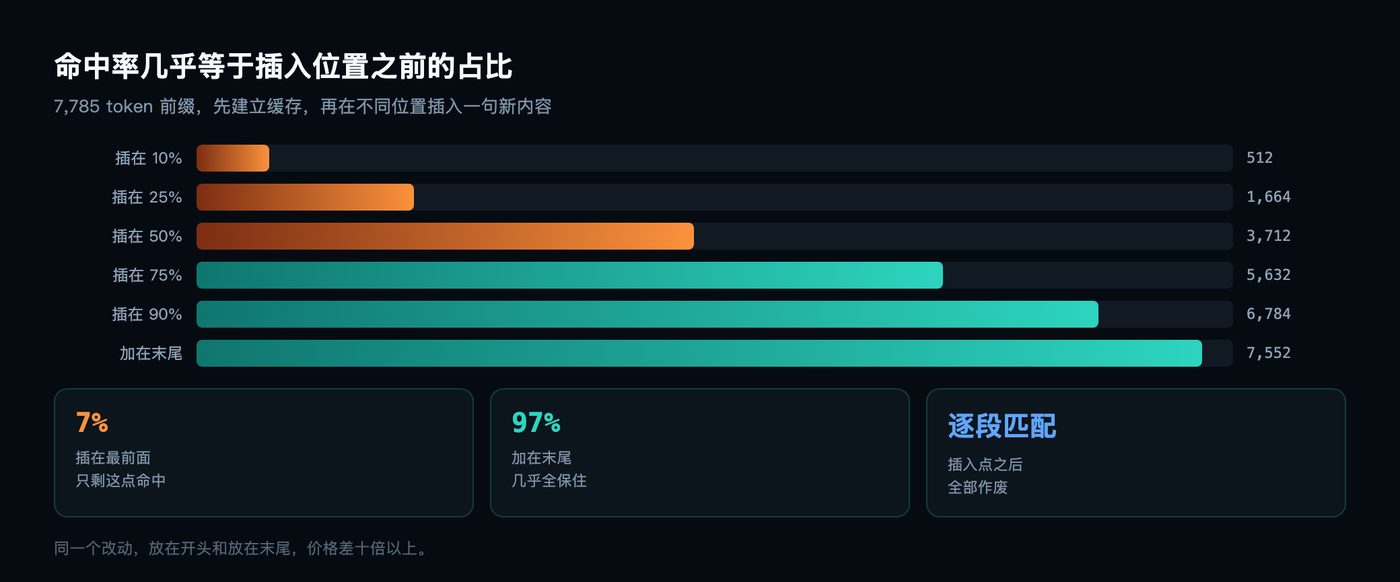 命中率几乎等于插入位置之前的占比
7,785 token 前缀，先建立缓存，再在不同位置插入一句新内容
插在 10% 512
插在 25% 1,664
插在 50% 3,712
插在 75% 5,632
插在 90% 6,784
加在末尾 7,552
7%
插在最前面
只剩这点命中
97%
加在末尾
几乎全保住
逐段匹配
插入点之后
全部作废
同一个改动，放在开头和放在末尾，价格差十倍以上。